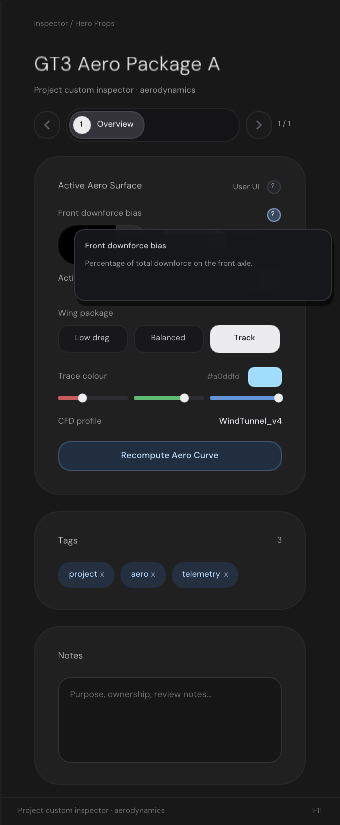 Inspector / Hero Props
GT3 Aero Package A
Project custom inspector · aerodynamics
1 Overview
1 / 1
Active Aero Surface
User UI ?
Front downforce bias
?
Front downforce bias
Percentage of total downforce on the front axle.
Acti
Wing package
Low drag Balanced Track
Trace colour
#a0ddfd
CFD profile
WindTunnel_v4
Recompute Aero Curve
Tags
3
project x aero x telemetry x
Notes
Purpose, ownership, review notes…
Project custom inspector · aerodynamics